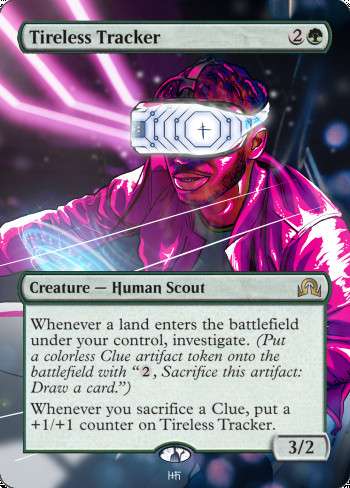 Tireless Tracker 2
Creature — Human Scout
Whenever a land enters the battlefield
under your control, investigate. (Put
a colorless Clue artifact token onto the
battlefield with “2, Sacrifice this artifact:
Draw a card.”)
Whenever you sacrifice a Clue, put a
+1/+1 counter on Tireless Tracker.
3/2